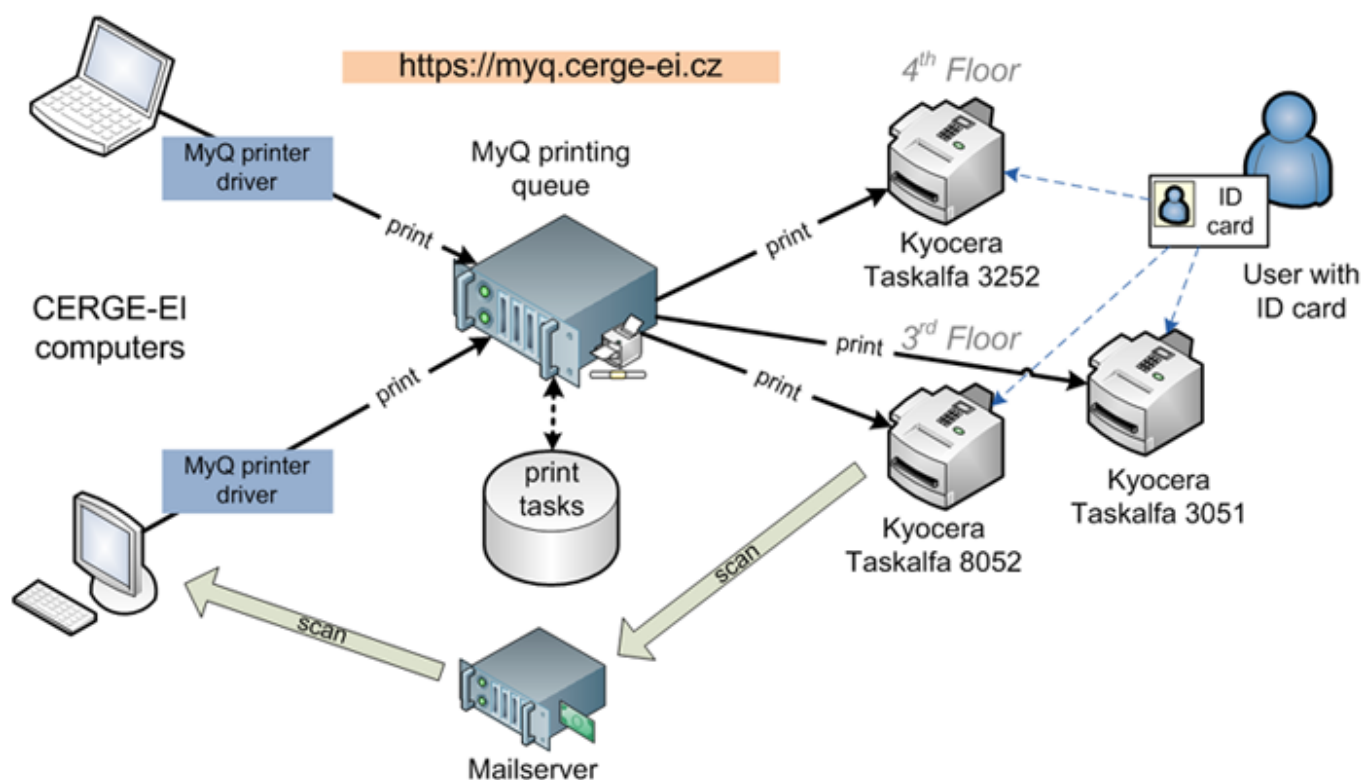 https://myq.cerge-ei.cz
4th Floor
MyQ printer
driver
MyQ printing
queue
print
print
ID
card
Kyocera
Taskalfa 3252
User with
ID card
CERGE-EI
computers
3rd Floor
print
print
print
MyQ printer
driver
print
tasks
Kyocera
Taskalfa 3051
Kyocera
Taskalfa 8052
scan
scan
Mailserver